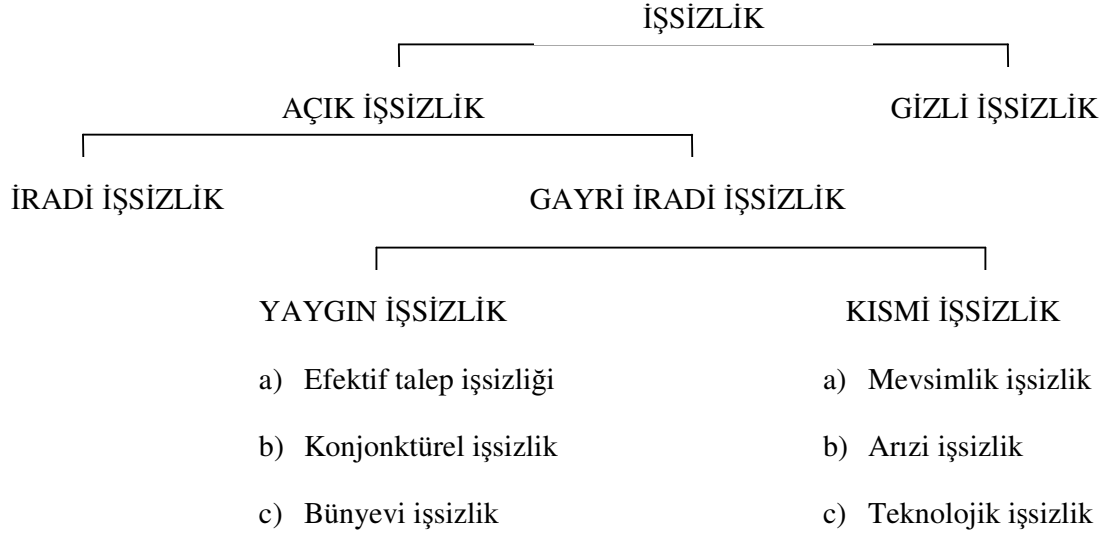 İŞSİZLİK
AÇIK İŞSİZLİK GİZLİ İŞSİZLİK
İRADİ İŞSİZLİK GAYRİ İRADİ İŞSİZLİK
YAYGIN İŞSİZLİK KISMİ İŞSİZLİK
a) Efektif talep işsizliği a) Mevsimlik işsizlik
b) Konjonktürel işsizlik b) Arızi işsizlik
c) Bünyevi işsizlik c) Teknolojik işsizlik